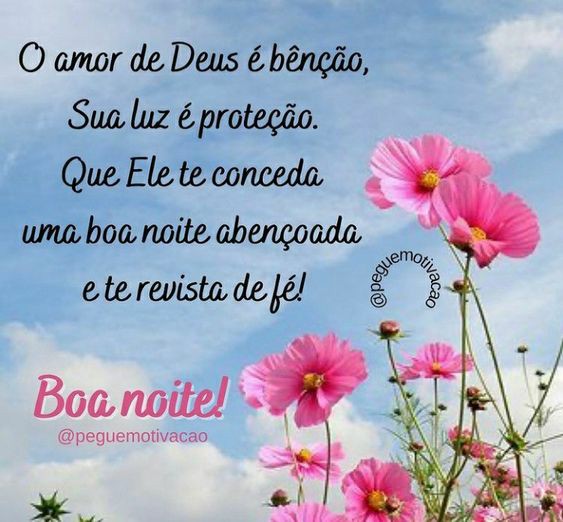 O amor de Deus é bênção,
Sua luz é proteção.
Que Ele te conceda
uma boa noite abençoada
e te revista de fé!
@peguemotivacao
Boa noite!
@peguemotivacao